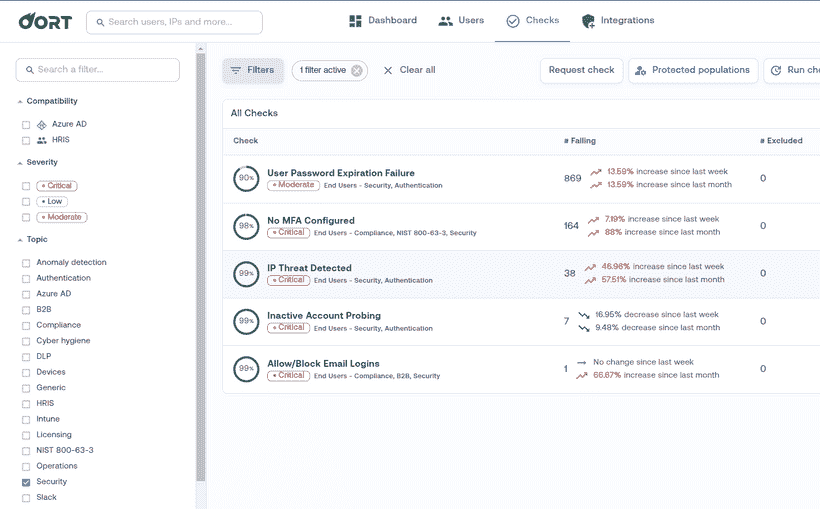 OORT
Search users, IPs and more...
Dashboard
Users
Checks
Integrations
Search a filter...
Compatibility
Azure AD
HRIS
Severity
• Critical
• Low
• Moderate
Topic
Anomaly detection
Authentication
Azure AD
B2B
Compliance
Cyber hygiene
DLP
Devices
Generic
HRIS
Intune
Licensing
NIST 800-63-3
Operations
Security
Slack
Filters
1 filter active
Clear all
Request check
Protected populations
Run che
All Checks
Check # Failing # Excluded
90% User Password Expiration Failure
• Moderate End Users - Security, Authentication
869 13.59% increase since last week
13.59% increase since last month
0
98% No MFA Configured
• Critical End Users - Compliance, NIST 800-63-3, Security
164 7.19% increase since last week
88% increase since last month
0
99% IP Threat Detected
• Critical End Users - Security, Authentication
38 46.96% increase since last week
57.51% increase since last month
0
99% Inactive Account Probing
• Critical End Users - Security, Authentication
7 16.95% decrease since last week
9.48% decrease since last month
0
99% Allow/Block Email Logins
• Critical End Users - Compliance, B2B, Security
1 No change since last week
66.67% increase since last month
0